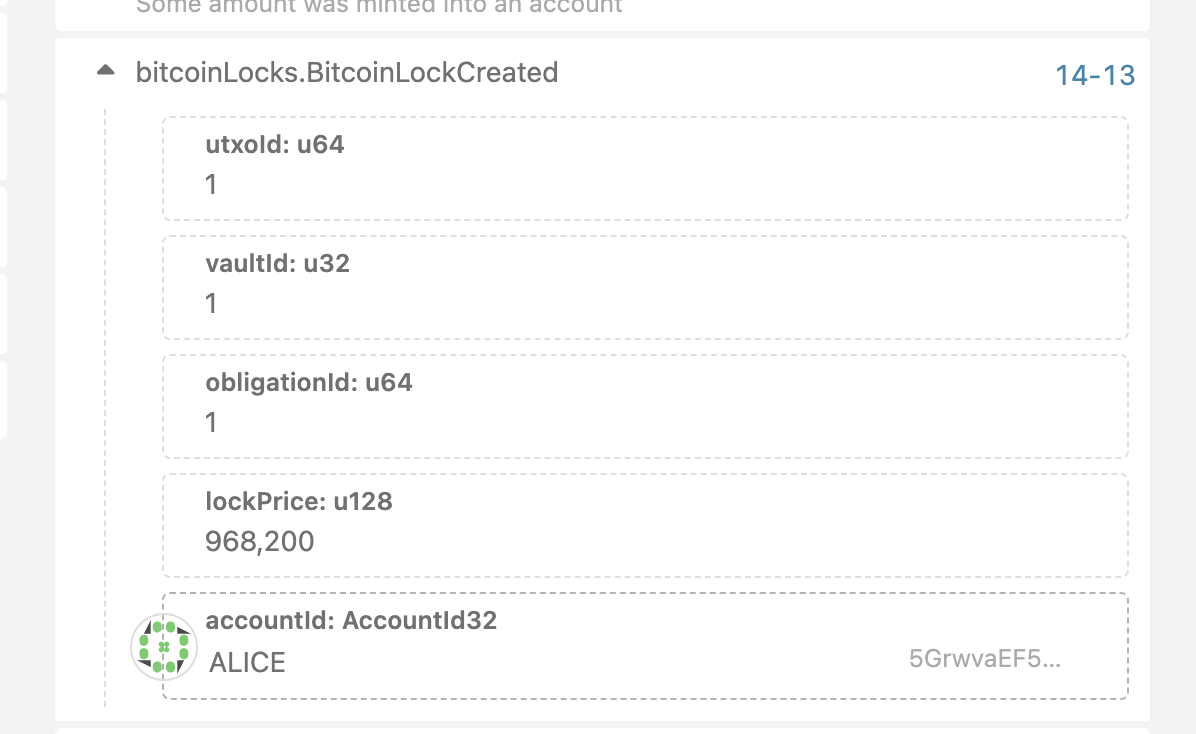 Some amount was minted into an account
bitcoinLocks.BitcoinLockCreated
14-13
utxoId: u64
1
vaultId: u32
1
obligationId: u64
1
lockPrice: u128
968,200
accountId: AccountId32
ALICE
5GrwvaEF5...